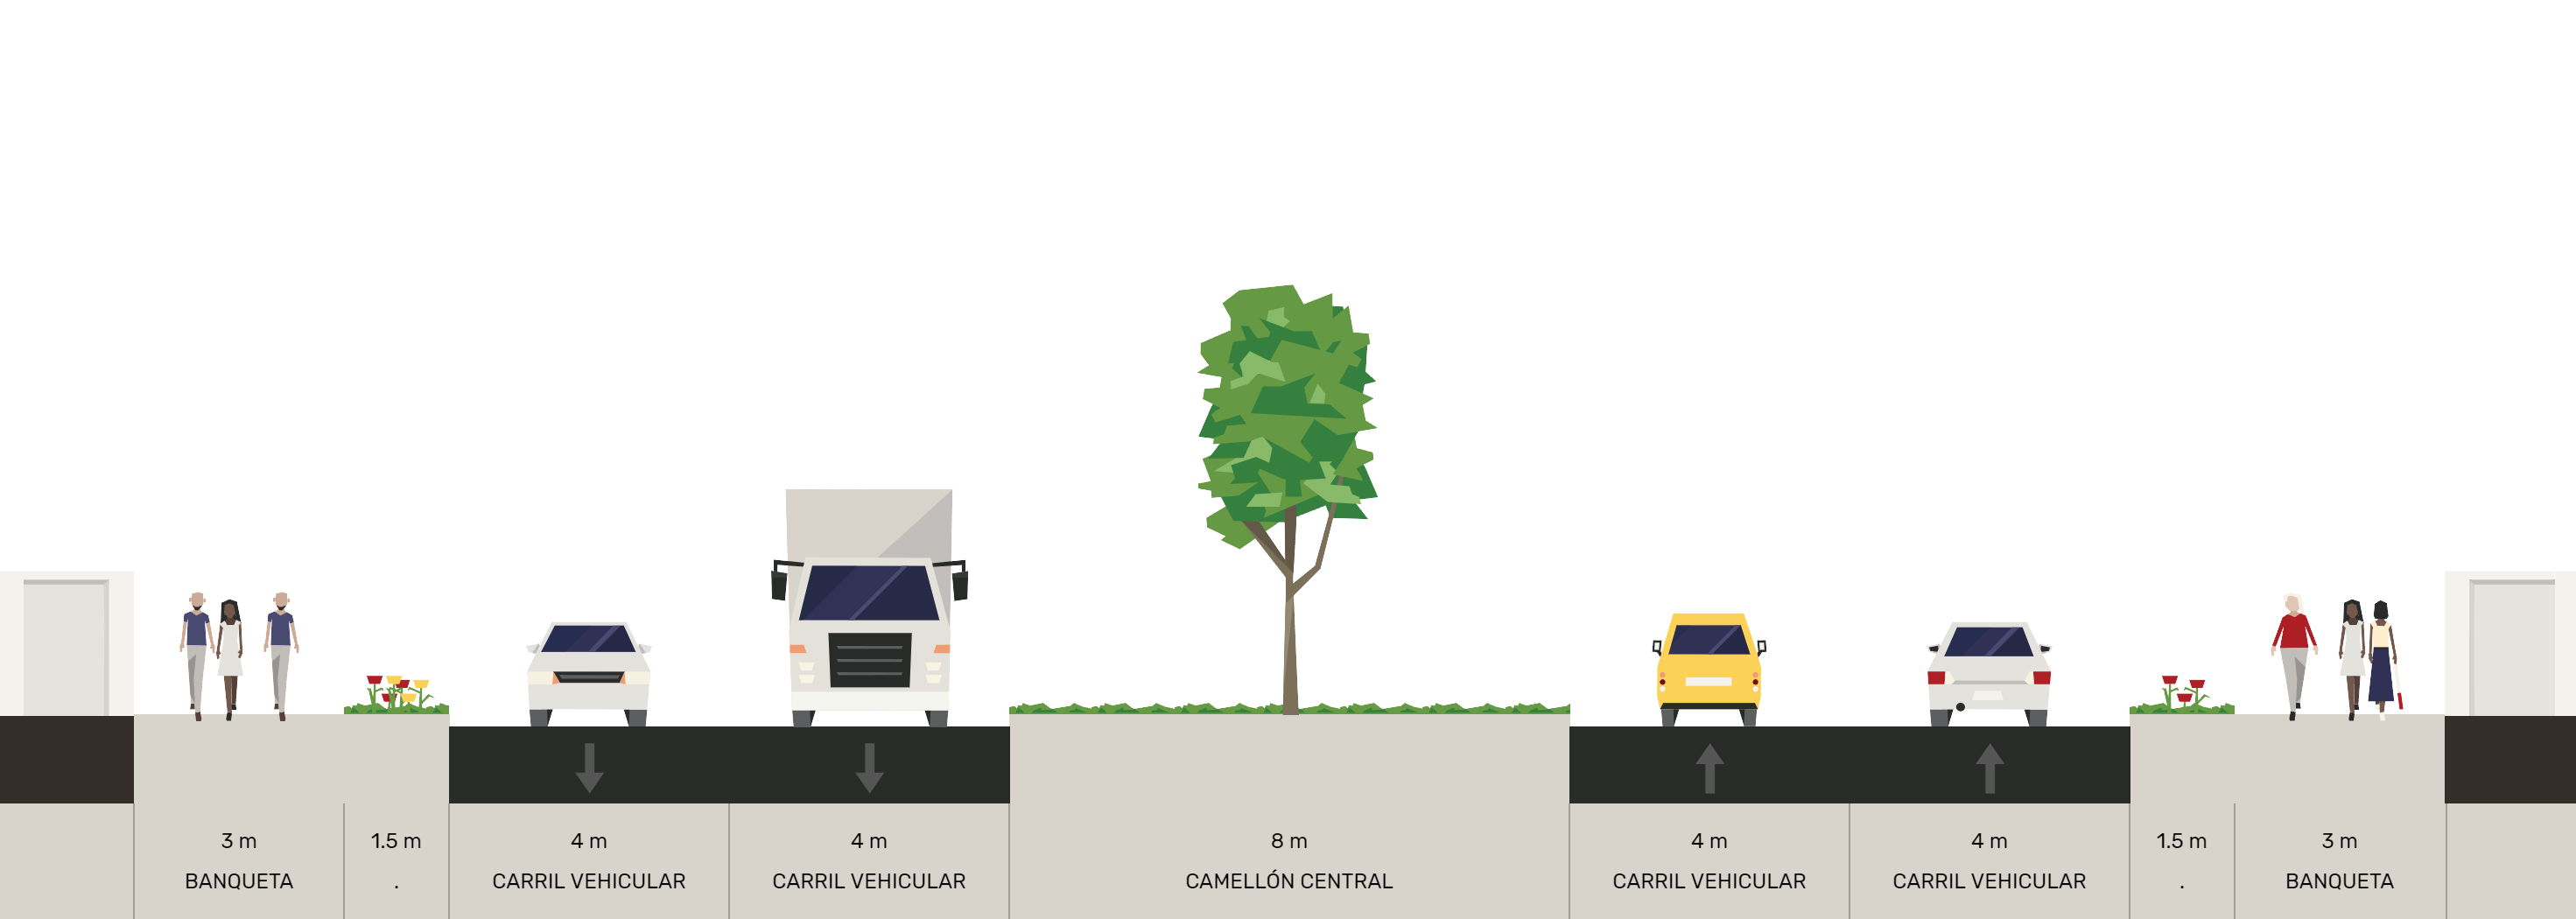 3 m
BANQUETA
1.5 m
.
4 m
CARRIL VEHICULAR
4 m
CARRIL VEHICULAR
8 m
CAMELLÓN CENTRAL
4 m
CARRIL VEHICULAR
4 m
CARRIL VEHICULAR
1.5 m
.
3 m
BANQUETA